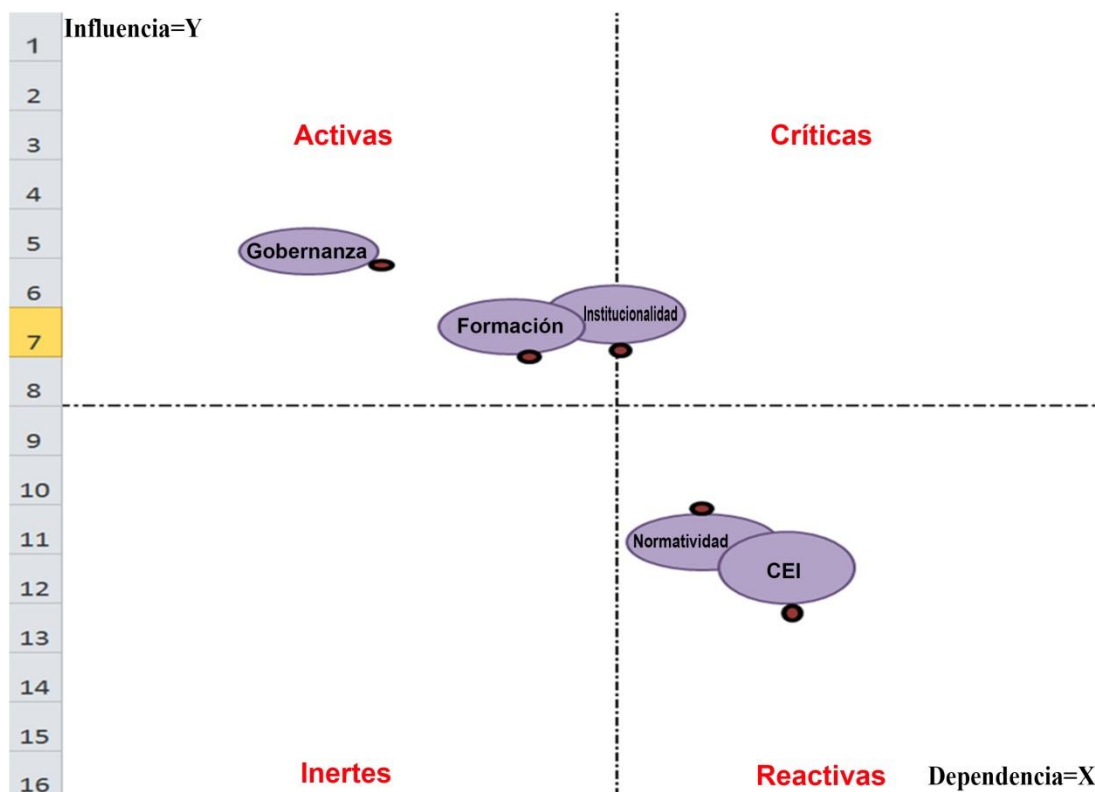 Influencia=Y
1
2
3
4
5
6
7
8
9
10
11
12
13
14
15
16
Activas
Críticas
Gobernanza
Formación
Institucionalidad
Normatividad
CEI
Inertes
Reactivas
Dependencia=X